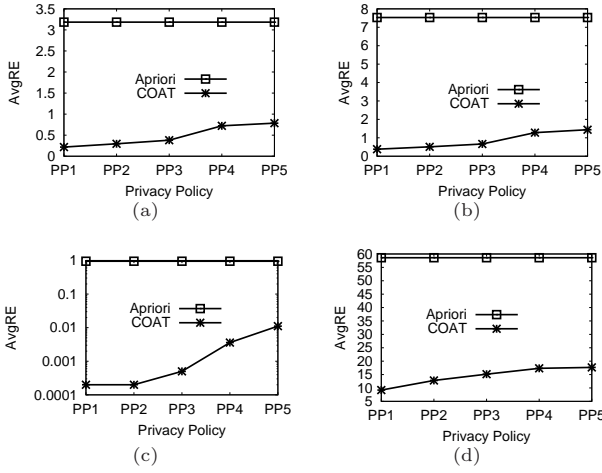 3.5
3
2.5
2
1.5
1
0.5
0
AvgRE
Apriori
COAT
PP1 PP2 PP3 PP4 PP5
Privacy Policy
(a)
8
7
6
5
4
3
2
1
0
AvgRE
Apriori
COAT
PP1 PP2 PP3 PP4 PP5
Privacy Policy
(b)
1
0.1
0.01
0.001
0.0001
AvgRE
Apriori
COAT
PP1 PP2 PP3 PP4 PP5
Privacy Policy
(c)
60
55
50
45
40
35
30
25
20
15
10
5
AvgRE
Apriori
COAT
PP1 PP2 PP3 PP4 PP5
Privacy Policy
(d)